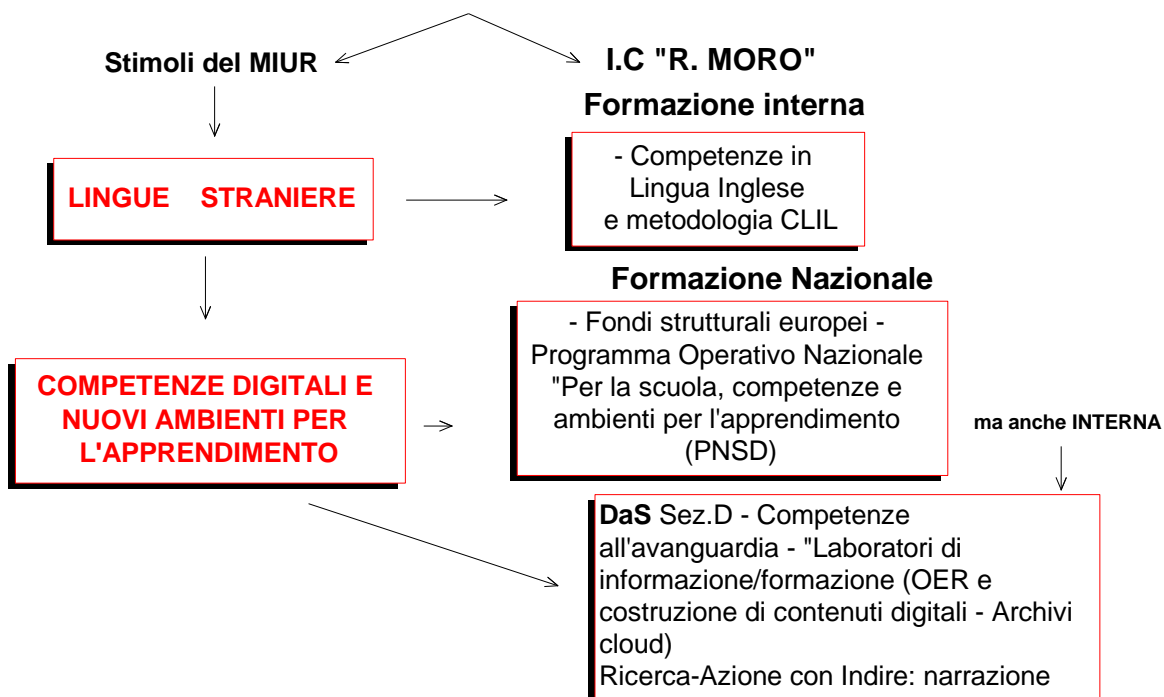 Stimoli del MIUR
I.C "R. MORO"
Formazione interna
- Competenze in
Lingua Inglese
e metodologia CLIL
LINGUE STRANIERE
Formazione Nazionale
- Fondi strutturali europei -
Programma Operativo Nazionale
"Per la scuola, competenze e
ambienti per l'apprendimento
(PNSD)
COMPETENZE DIGITALI E
NUOVI AMBIENTI PER
L'APPRENDIMENTO
ma anche INTERNA
DaS Sez.D - Competenze
all'avanguardia - "Laboratori di
informazione/formazione (OER e
costruzione di contenuti digitali - Archivi
cloud)
Ricerca-Azione con Indire: narrazione